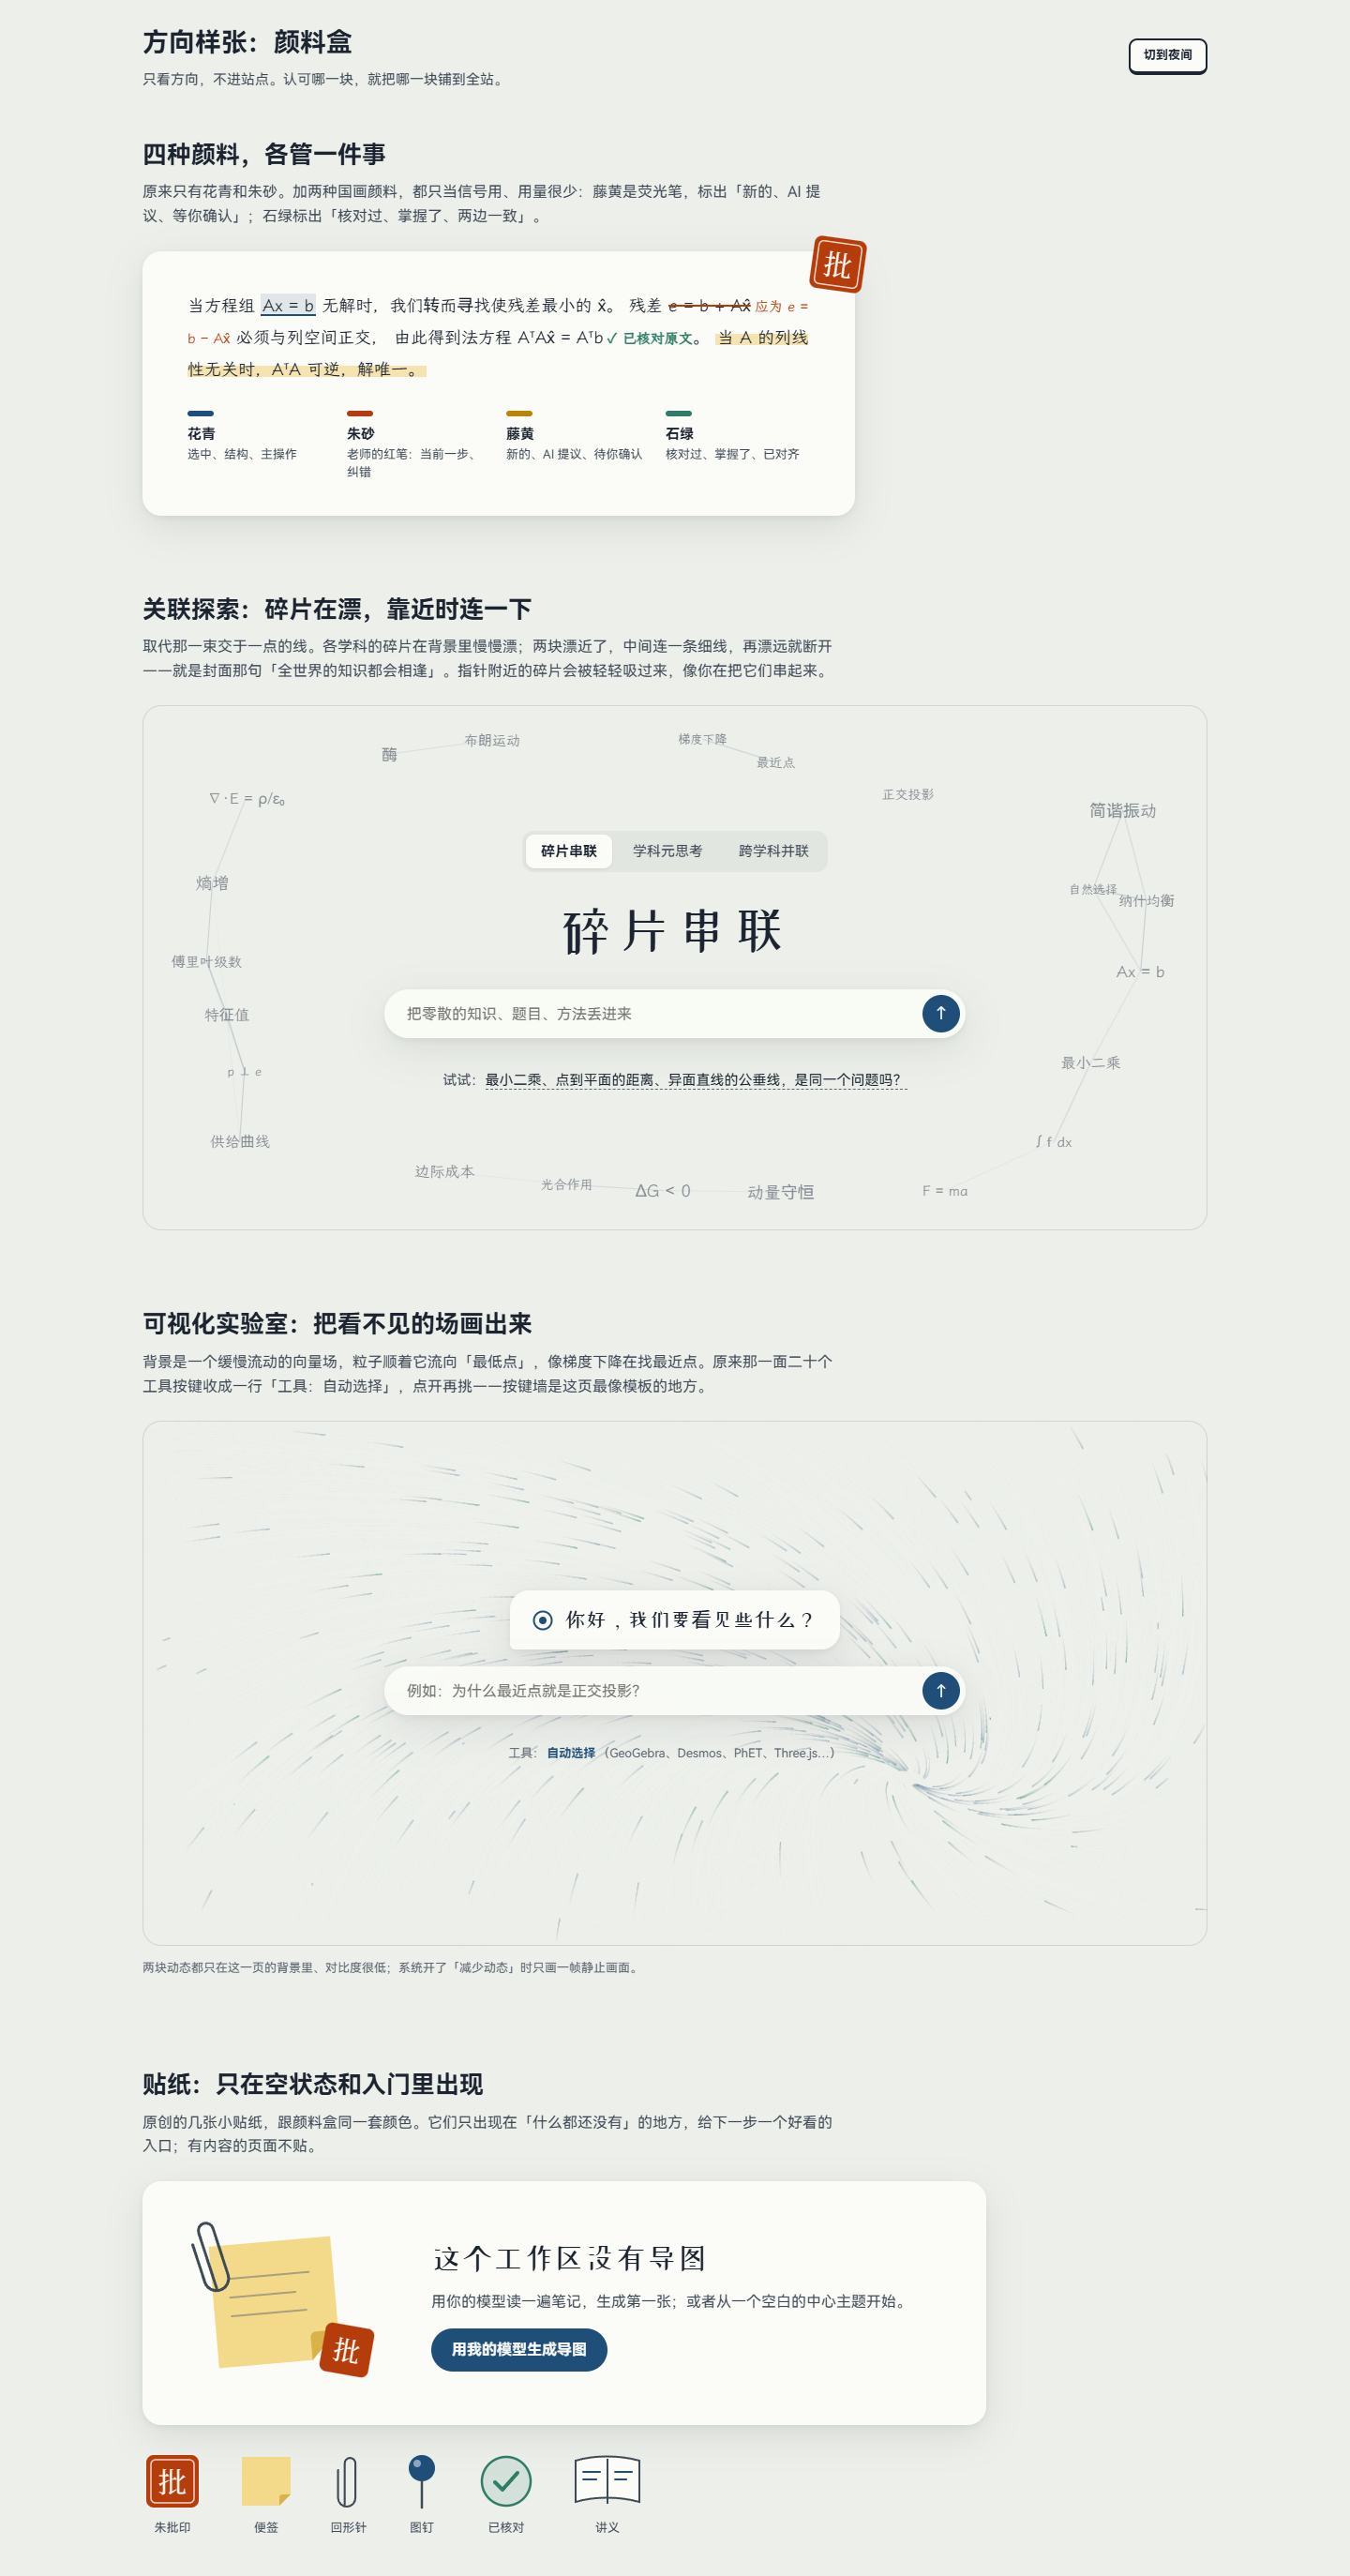 方向样张：颜料盒
切到夜间
只看方向，不进站点。认可哪一块，就把哪一块铺到全站。
四种颜料，各管一件事
原来只有花青和朱砂。加两种国画颜料，都只当信号用、用量很少：藤黄是荧光笔，标出「新的、AI 提
议、等你确认」；石绿标出「核对过、掌握了、两边一致」。
批
当方程组 Ax = b 无解时，我们转而寻找使残差最小的 x̂。 残差 e = b + Ax̂ 应为 e =
b − Ax̂ 必须与列空间正交， 由此得到法方程 AᵀAx̂ = Aᵀb ✓ 已核对原文。 当 A 的列线
性无关时，AᵀA 可逆，解唯一。
花青
选中、结构、主操作
朱砂
老师的红笔：当前一步、
纠错
藤黄
新的、AI 提议、待你确认
石绿
核对过、掌握了、已对齐
关联探索：碎片在漂，靠近时连一下
取代那一束交于一点的线。各学科的碎片在背景里慢慢漂；两块漂近了，中间连一条细线，再漂远就断开
——就是封面那句「全世界的知识都会相逢」。指针附近的碎片会被轻轻吸过来，像你在把它们串起来。
酶
布朗运动
梯度下降
最近点
∇ · E = ρ/ε₀
正交投影
简谐振动
碎片串联
学科元思考
跨学科并联
熵增
自然选择
纳什均衡
碎片串联
傅里叶级数
Ax = b
特征值
把零散的知识、题目、方法丢进来
↑
p ⊥ e
最小二乘
试试：最小二乘、点到平面的距离、异面直线的公垂线，是同一个问题吗？
供给曲线
∫ f dx
边际成本
光合作用
ΔG < 0
动量守恒
F = ma
可视化实验室：把看不见的场画出来
背景是一个缓慢流动的向量场，粒子顺着它流向「最低点」，像梯度下降在找最近点。原来那一面二十个
工具按键收成一行「工具：自动选择」，点开再挑——按键墙是这页最像模板的地方。
你好，我们要看见些什么？
例如：为什么最近点就是正交投影？
↑
工具： 自动选择 （GeoGebra、Desmos、PhET、Three.js…）
两块动态都只在这一页的背景里、对比度很低；系统开了「减少动态」时只画一帧静止画面。
贴纸：只在空状态和入门里出现
原创的几张小贴纸，跟颜料盒同一套颜色。它们只出现在「什么都还没有」的地方，给下一步一个好看的
入口；有内容的页面不贴。
批
这个工作区没有导图
用你的模型读一遍笔记，生成第一张；或者从一个空白的中心主题开始。
用我的模型生成导图
批
朱批印
便签
回形针
图钉
已核对
讲义